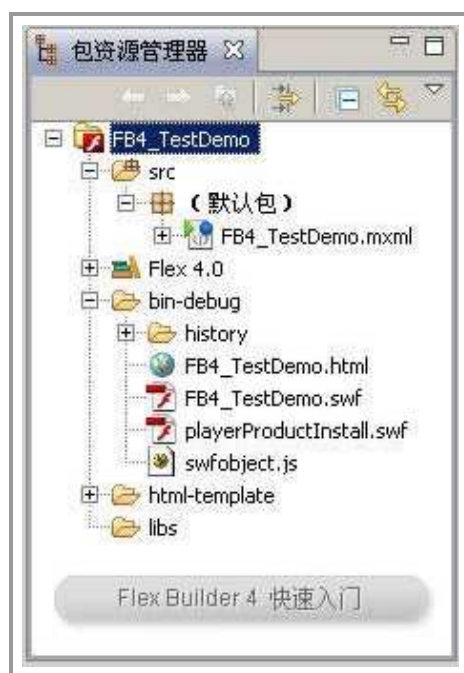 包资源管理器
FB4_TestDemo
src
（默认包）
FB4_TestDemo.mxml
Flex 4.0
bin-debug
history
FB4_TestDemo.html
FB4_TestDemo.swf
playerProductInstall.swf
swfobject.js
html-template
libs
Flex Builder 4 快速入门